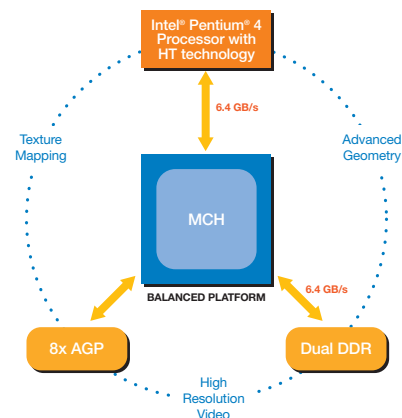 Intel® Pentium® 4
Processor with
HT technology
6.4 GB/s
Texture
Mapping
Advanced
Geometry
MCH
BALANCED PLATFORM
6.4 GB/s
8x AGP
Dual DDR
High
Resolution
Video